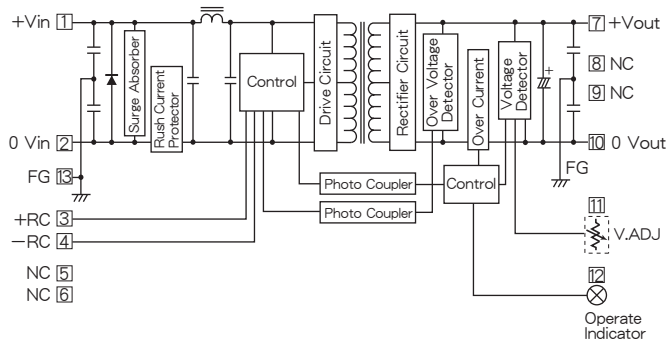 +Vin 1
0 Vin 2
FG 13
+RC 3
−RC 4
NC 5
NC 6
Surge Absorber
Rush Current
Protector
Control
Drive Circuit
Rectifier Circuit
Over Voltage
Detector
Over Current
Voltage
Detector
+
Photo Coupler
Photo Coupler
Control
7 +Vout
8 NC
9 NC
10 0 Vout
FG
11
V.ADJ
12
Operate
Indicator